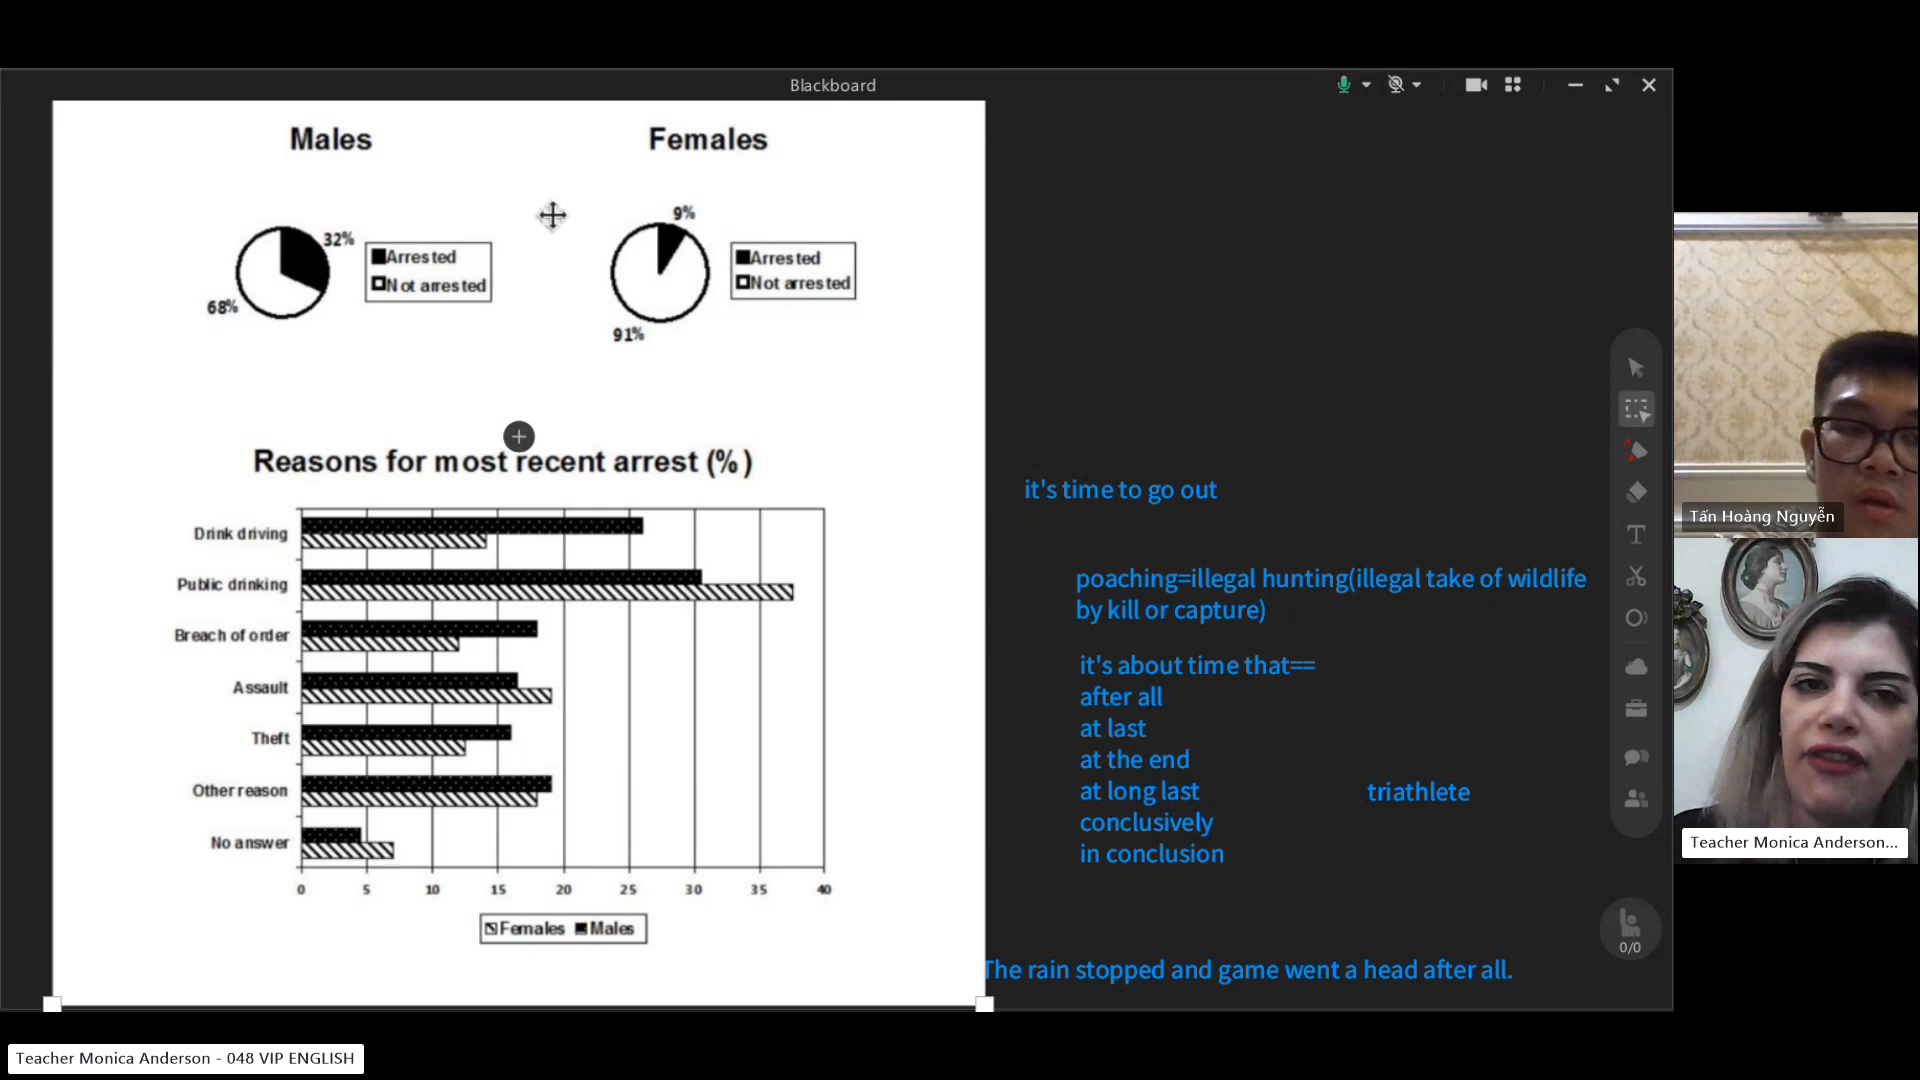 Blackboard
Males
Females
32%
68%
Arrested
Not arrested
9%
91%
Arrested
Not arrested
Reasons for most recent arrest (%)
Drink driving
Public drinking
Breach of order
Assault
Theft
Other reason
No answer
0 5 10 15 20 25 30 35 40
Females Males
it's time to go out
poaching=illegal hunting(illegal take of wildlife
by kill or capture)
it's about time that==
after all
at last
at the end
at long last
conclusively
in conclusion
triathlete
The rain stopped and game went a head after all.
0/0
Tấn Hoàng Nguyễn
Teacher Monica Anderson...
Teacher Monica Anderson - 048 VIP ENGLISH